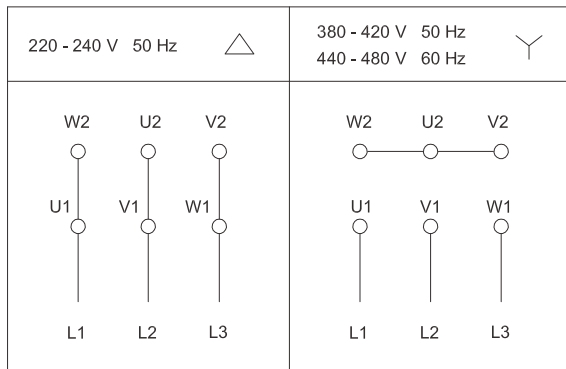 220 - 240 V 50 Hz
380 - 420 V 50 Hz
440 - 480 V 60 Hz
W2 U2 V2
U1 V1 W1
L1 L2 L3
W2 U2 V2
U1 V1 W1
L1 L2 L3